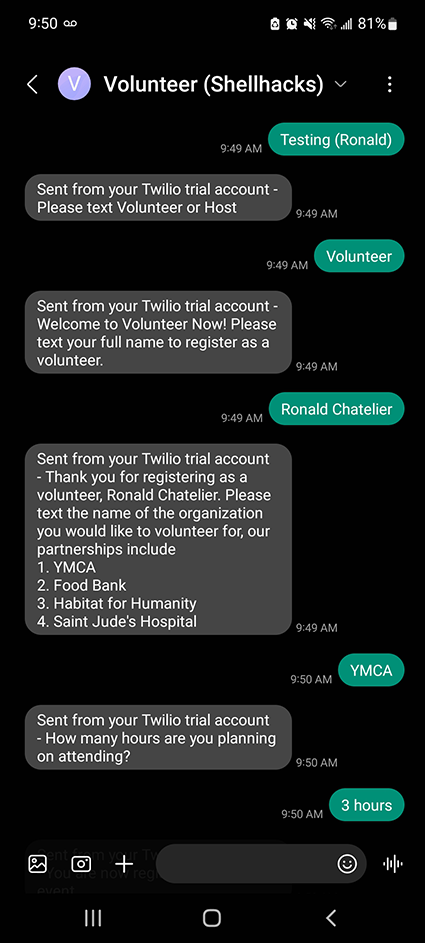 9:50
81%
V
Volunteer (Shellhacks)
Testing (Ronald)
9:49 AM
Sent from your Twilio trial account -
Please text Volunteer or Host
9:49 AM
Volunteer
9:49 AM
Sent from your Twilio trial account -
Welcome to Volunteer Now! Please
text your full name to register as a
volunteer.
9:49 AM
Ronald Chatelier
9:49 AM
Sent from your Twilio trial account
- Thank you for registering as a
volunteer, Ronald Chatelier. Please
text the name of the organization
you would like to volunteer for, our
partnerships include
1. YMCA
2. Food Bank
3. Habitat for Humanity
4. Saint Jude's Hospital
9:49 AM
YMCA
9:50 AM
Sent from your Twilio trial account
- How many hours are you planning
on attending?
9:50 AM
3 hours
9:50 AM
Sent from your
You are now
event